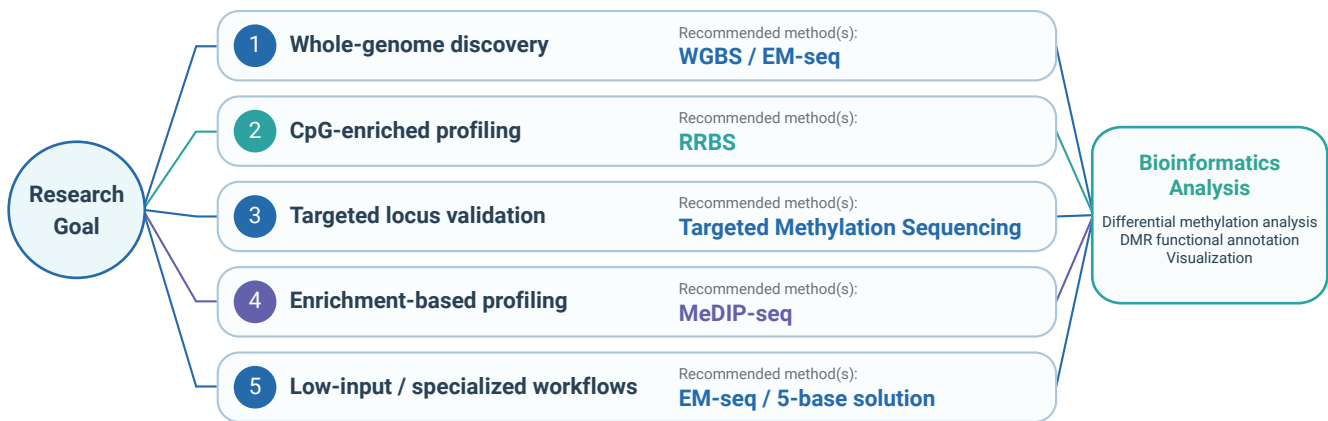 Research
Goal
1
Whole-genome discovery
Recommended method(s):
WGBS / EM-seq
2
CpG-enriched profiling
Recommended method(s):
RRBS
3
Targeted locus validation
Recommended method(s):
Targeted Methylation Sequencing
4
Enrichment-based profiling
Recommended method(s):
MeDIP-seq
5
Low-input / specialized workflows
Recommended method(s):
EM-seq / 5-base solution
Bioinformatics
Analysis
Differential methylation analysis
DMR functional annotation
Visualization